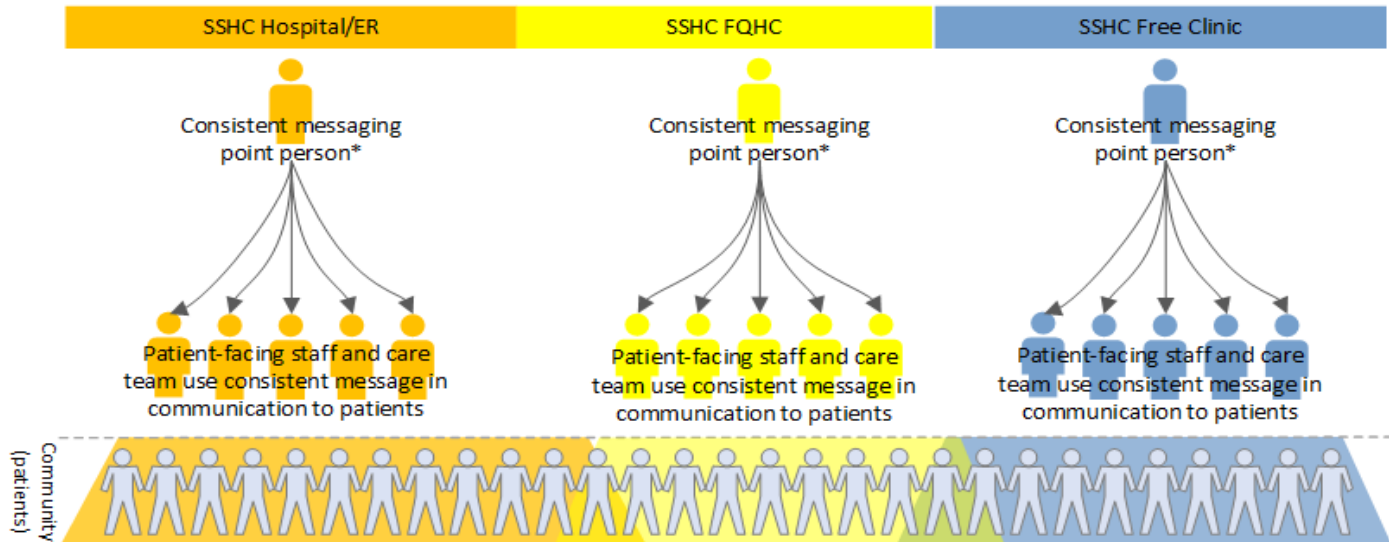 SSHC Hospital/ER
SSHC FQHC
SSHC Free Clinic
Consistent messaging
point person*
Consistent messaging
point person*
Consistent messaging
point person*
Patient-facing staff and care
team use consistent message in
communication to patients
Patient-facing staff and care
team use consistent message in
communication to patients
Patient-facing staff and care
team use consistent message in
communication to patients
Community
(patients)